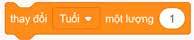 thay đổi Tuổi một lượng 1